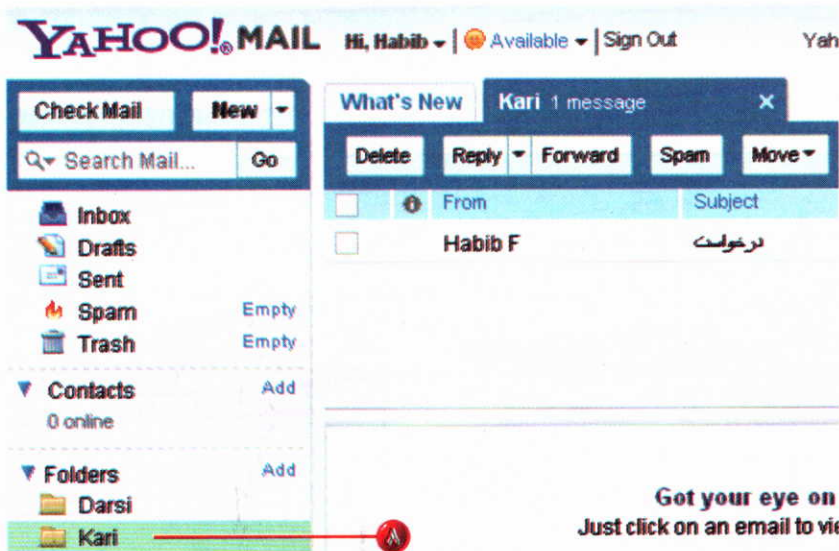 YAHOO!® MAIL Hi, Habib Available Sign Out Yah
Check Mail New
Search Mail... Go
Inbox
Drafts
Sent
Spam Empty
Trash Empty
Contacts Add
0 online
Folders Add
Darsi
Kari
What's New Kari 1 message
Delete Reply Forward Spam Move
From Subject
Habib F درخواست
Got your eye on
Just click on an email to vie